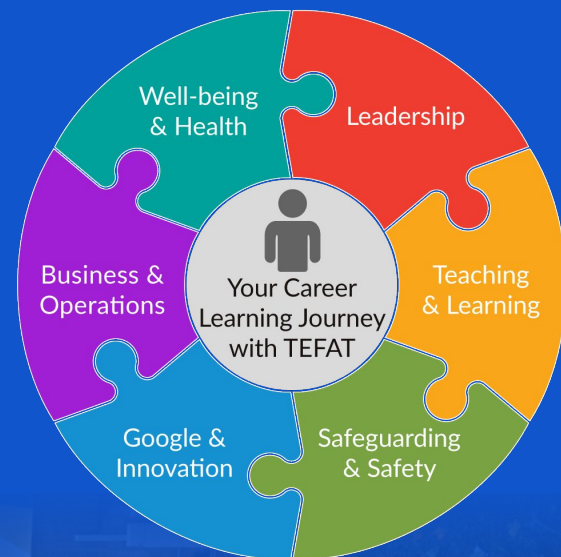 Well-being
& Health
Leadership
Teaching
& Learning
Safeguarding
& Safety
Google &
Innovation
Business &
Operations
Your Career
Learning Journey
with TEFAT